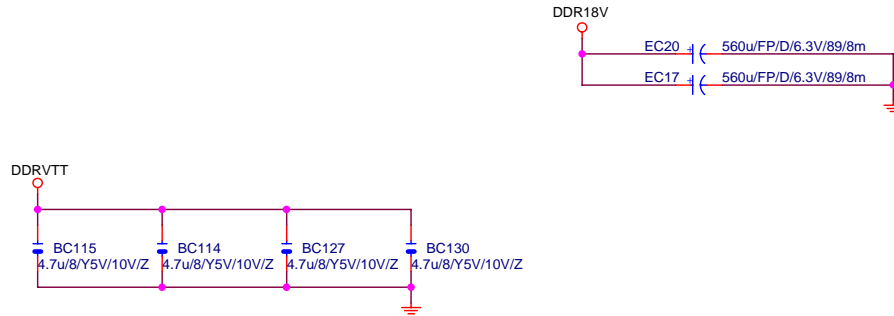 DDR18V
EC20 + 560u/FP/D/6.3V/89/8m
EC17 + 560u/FP/D/6.3V/89/8m
DDRVTT
BC115 BC114 BC127 BC130
4.7u/8/Y5V/10V/Z 4.7u/8/Y5V/10V/Z 4.7u/8/Y5V/10V/Z 4.7u/8/Y5V/10V/Z